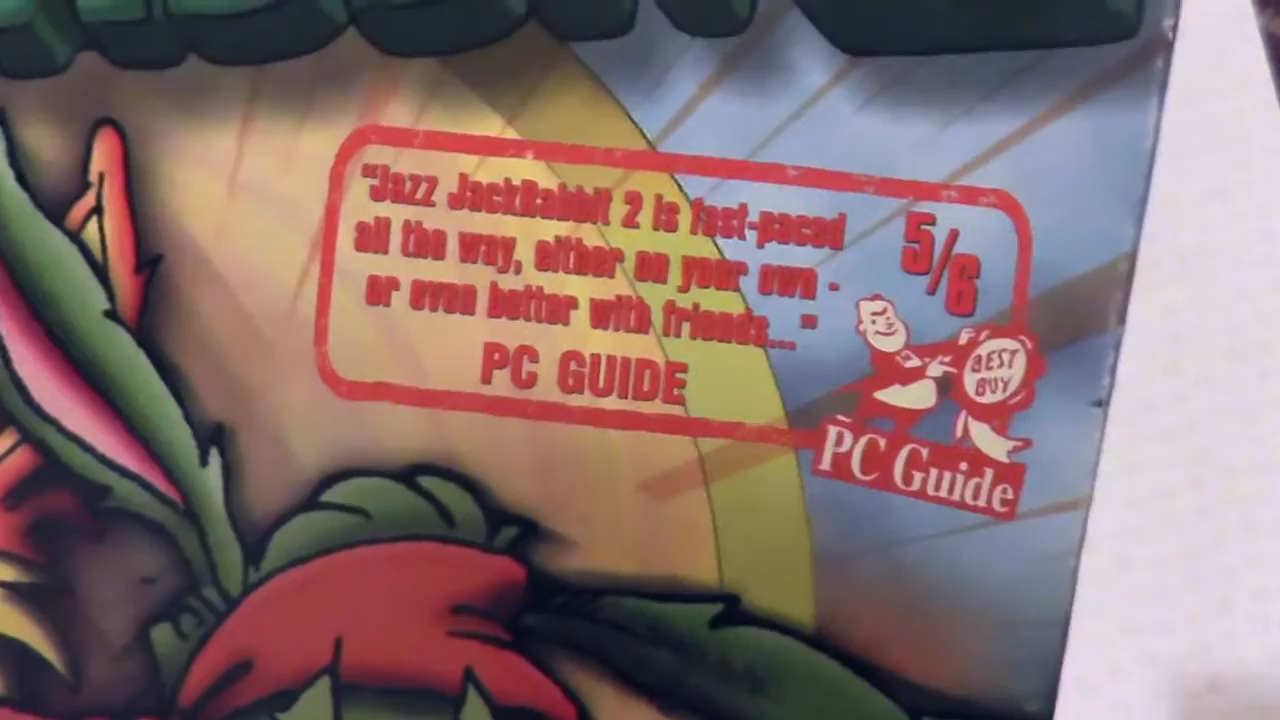 "Jazz JackRabbit 2 is fast-paced
all the way, either on your own -
or even better with friends..."
PC GUIDE
5/6
BEST
BUY
PC Guide